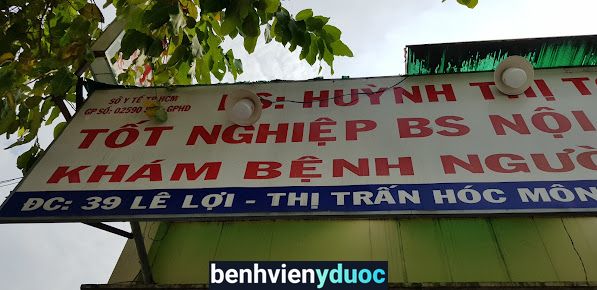 SỞ Y TẾ TP.HCM
GP SỐ: 02590 GPHD
BS: HUỲNH THỊ
TỐT NGHIỆP BS NỘI
KHÁM BỆNH NGƯỜ
ĐC: 39 LÊ LỢI - THỊ TRẤN HÓC MÔN
benhvienyduoc